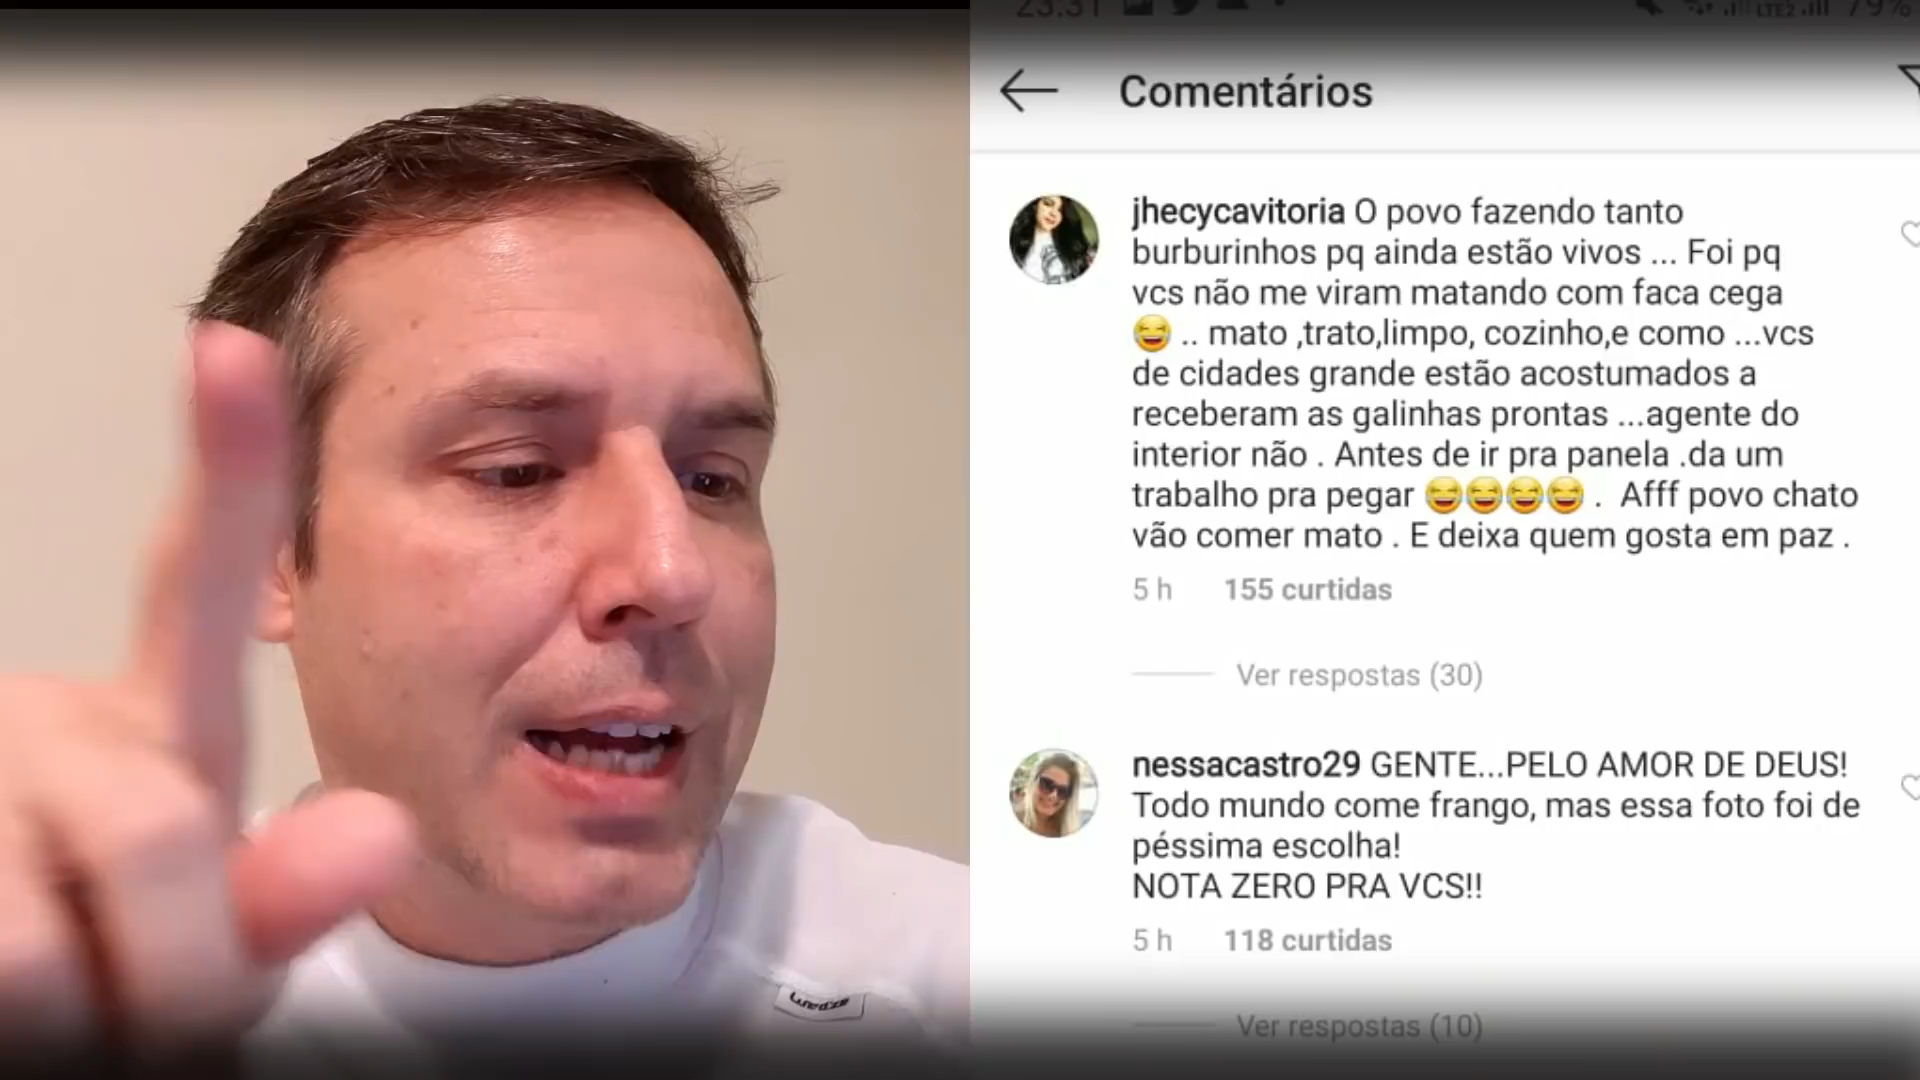 23:31 LTE2 79%
Comentários
jhecycavitoria O povo fazendo tanto
burburinhos pq ainda estão vivos ... Foi pq
vcs não me viram matando com faca cega
😂 .. mato ,trato,limpo, cozinho,e como ...vcs
de cidades grande estão acostumados a
receberam as galinhas prontas ...agente do
interior não . Antes de ir pra panela .da um
trabalho pra pegar 😂😂😂😂 . Afff povo chato
vão comer mato . E deixa quem gosta em paz .
5 h 155 curtidas
Ver respostas (30)
nessacastro29 GENTE...PELO AMOR DE DEUS!
Todo mundo come frango, mas essa foto foi de
péssima escolha!
NOTA ZERO PRA VCS!!
5 h 118 curtidas
Ver respostas (10)